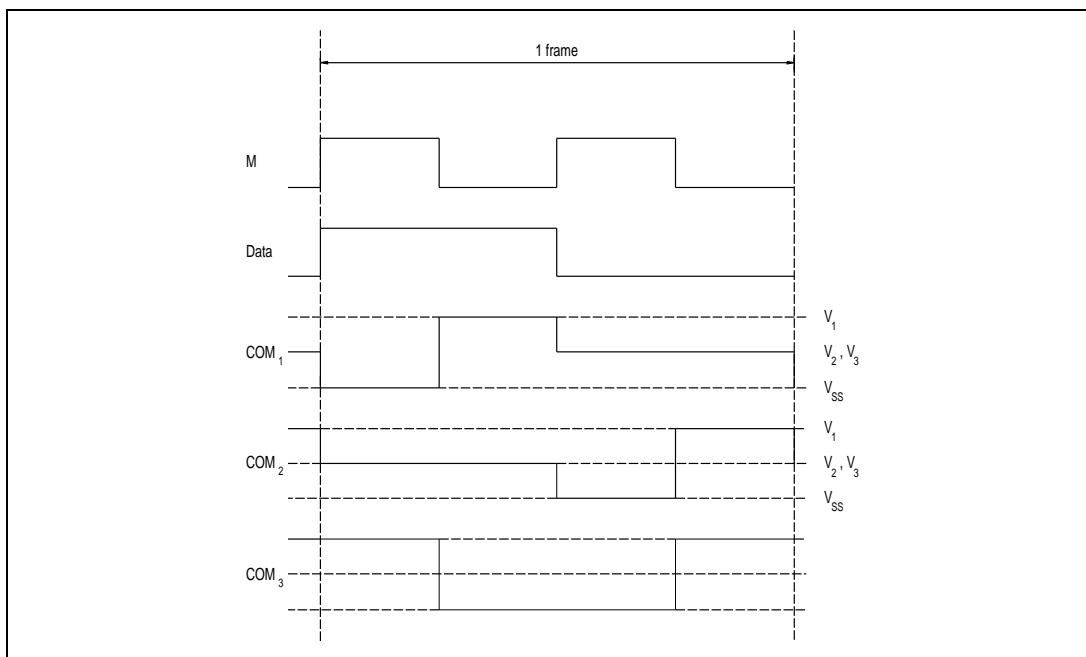 1 frame
M
Data
V1
COM1
V2 , V3
VSS
V1
COM2
V2 , V3
VSS
COM3